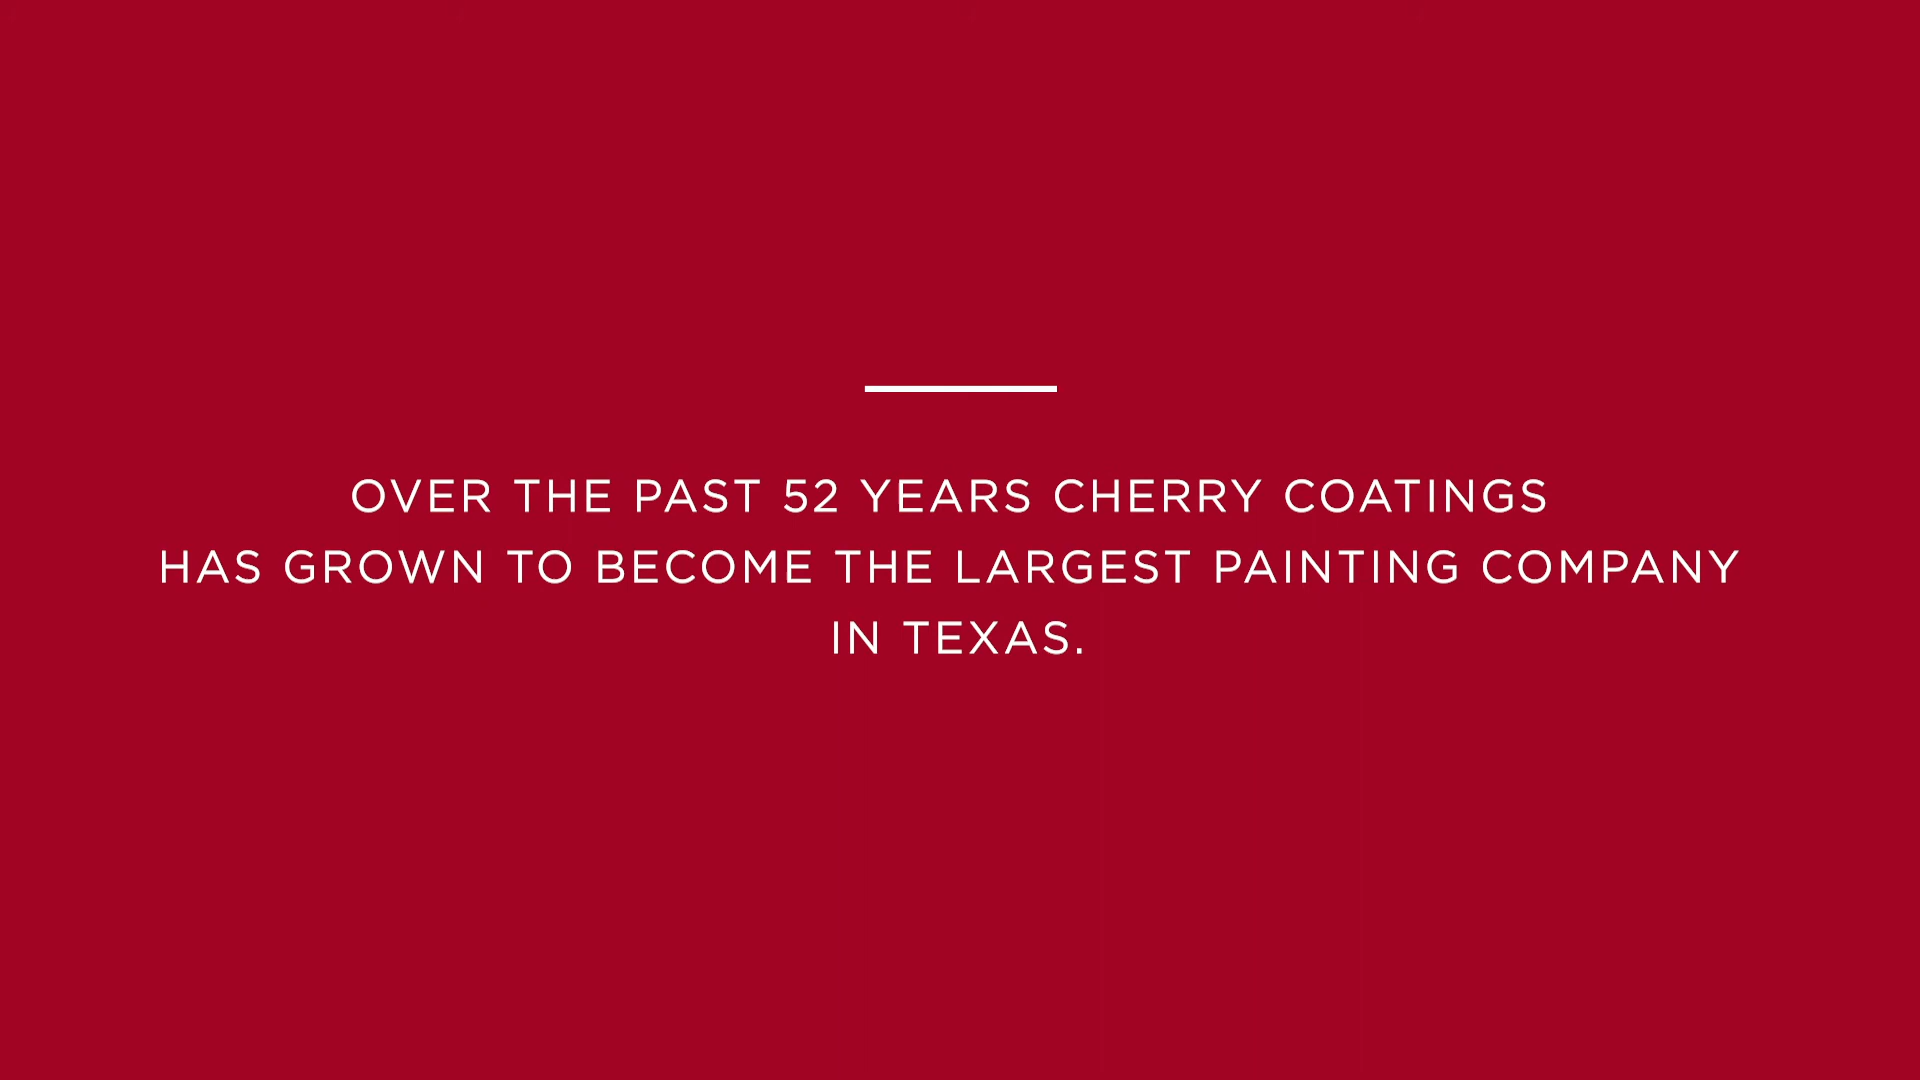 OVER THE PAST 52 YEARS CHERRY COATINGS
HAS GROWN TO BECOME THE LARGEST PAINTING COMPANY
IN TEXAS.